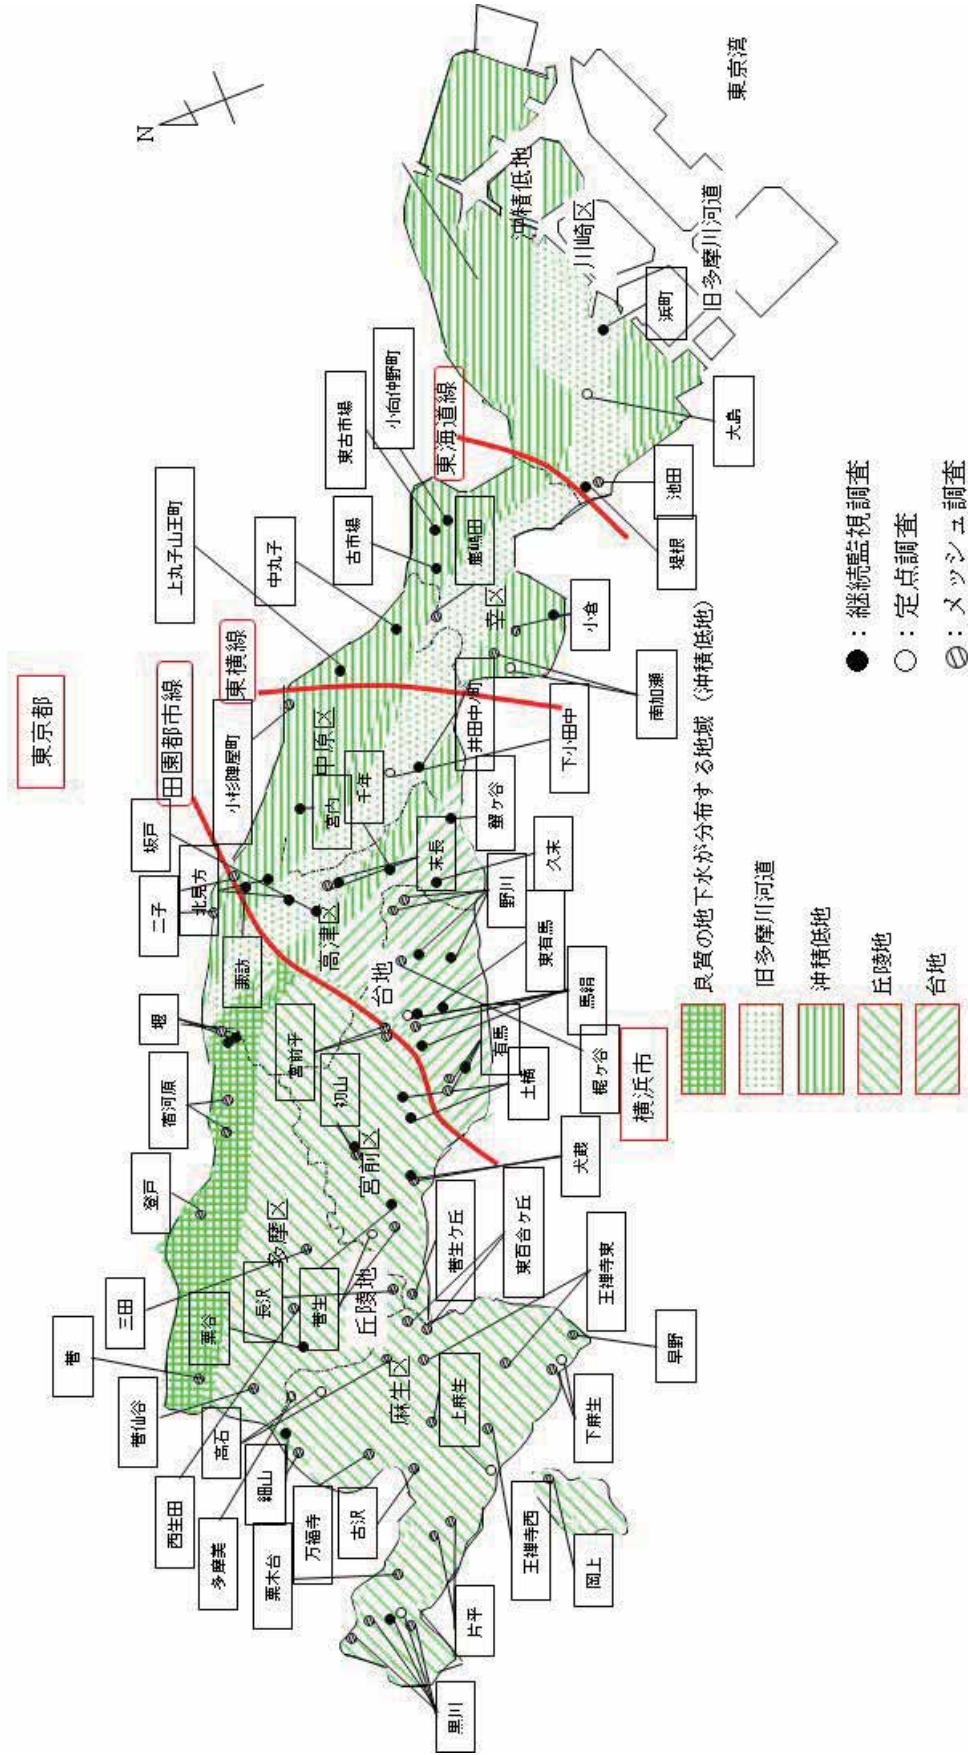 東京都
田園都市線
東横線
東海道線
上丸子山王町
中丸子
古市場
東古市場
小向仲野町
小杉陣屋町
坂戸
北見方
二子
諏訪
堰
宿河原
登戸
三田
菅
菅仙谷
西生田
多摩美
粟谷
長沢
菅生
高石
細山
万福寺
栗木台
古沢
黒川
片平
岡上
王禅寺西
上麻生
下麻生
早野
王禅寺東
東百合ヶ丘
菅生ヶ丘
犬蔵
土橋
有馬
馬絹
東有馬
梶ヶ谷
野川
久末
蟹ヶ谷
末長
千年
宮内
井田中ノ町
下小田中
南加瀬
小倉
鹿嶋田
堤根
池田
大島
浜町
宮前平
初山
川崎区
幸区
中原区
高津区
宮前区
多摩区
麻生区
沖積低地
旧多摩川河道
台地
丘陵地
東京湾
横浜市
N
良質の地下水が分布する地域（沖積低地）
旧多摩川河道
沖積低地
丘陵地
台地
●：継続監視調査
○：定点調査
◍：メッシュ調査